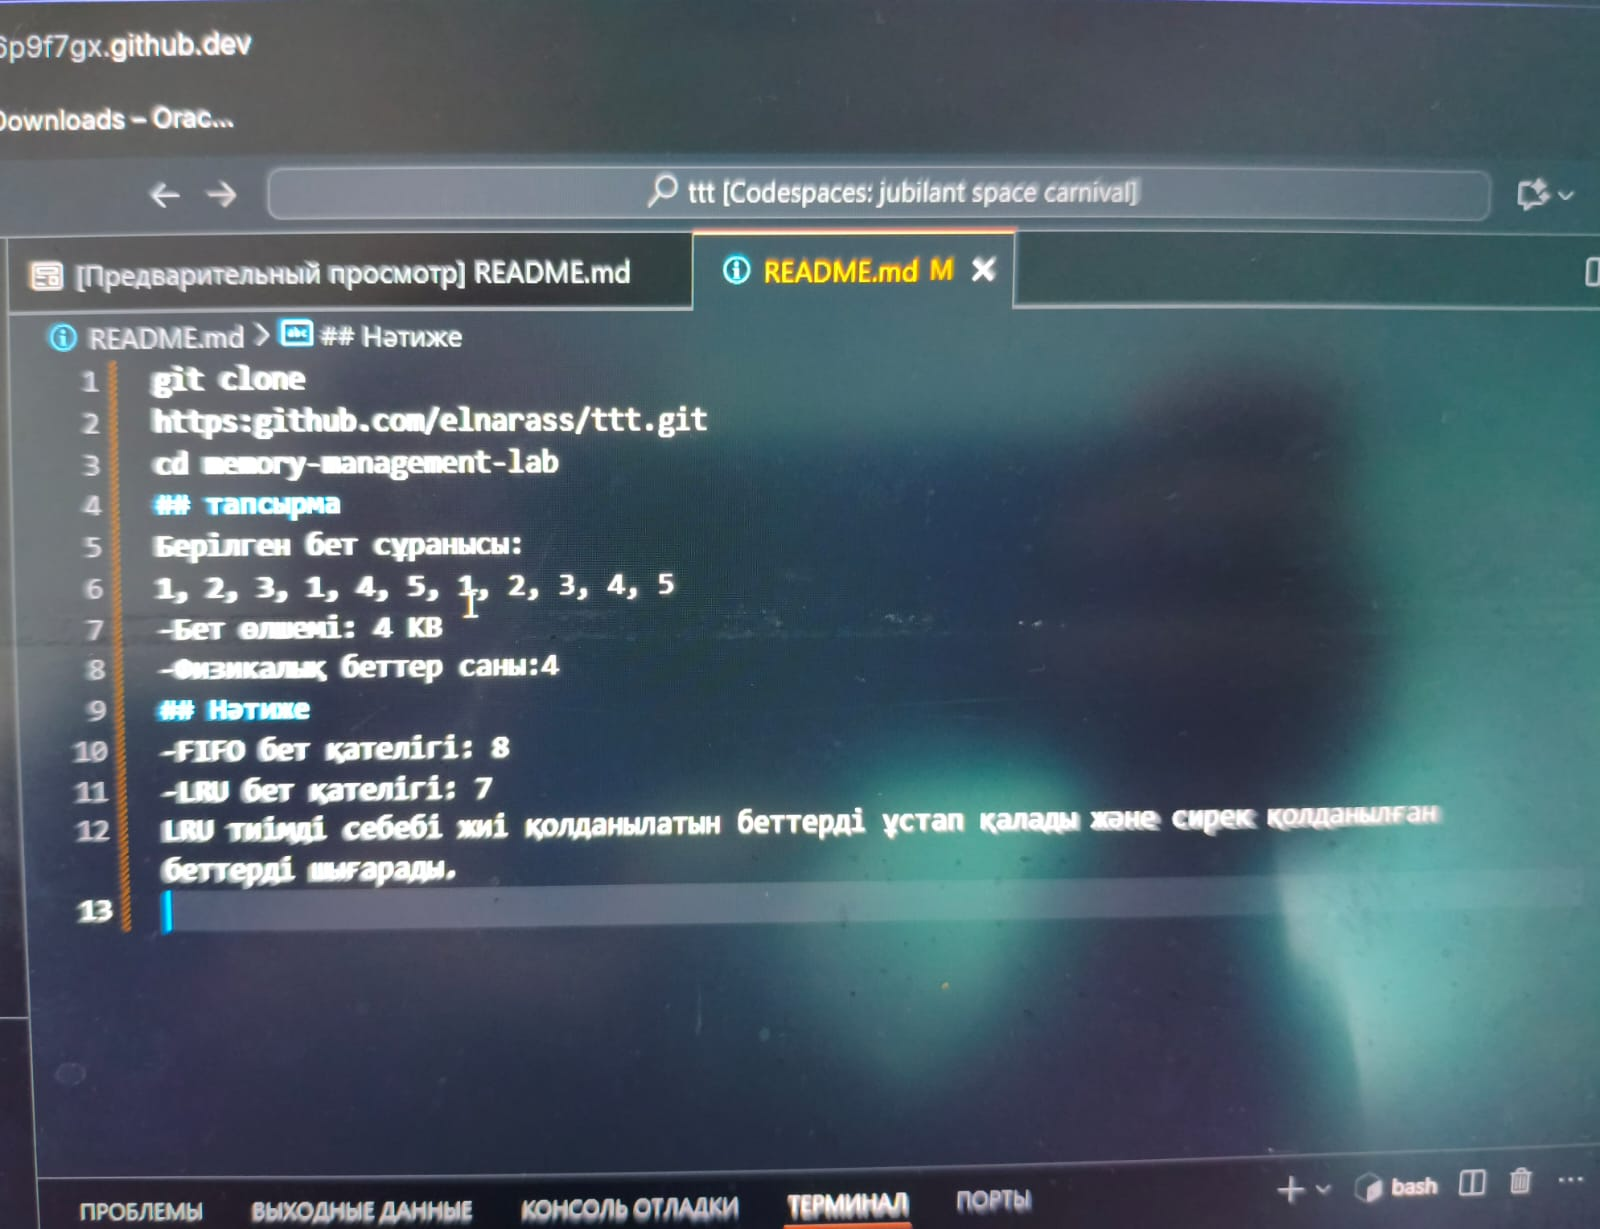 6p9f7gx.github.dev
Downloads – Orac...
ttt [Codespaces: jubilant space carnival]
[Предварительный просмотр] README.md
README.md M
README.md > ## Нәтиже
1 git clone
2 https:github.com/elnarass/ttt.git
3 cd memory-management-lab
4 ## тапсырма
5 Берілген бет сұранысы:
6 1, 2, 3, 1, 4, 5, 1, 2, 3, 4, 5
7 -Бет өлшемі: 4 KB
8 -Физикалық беттер саны:4
9 ## Нәтиже
10 -FIFO бет қателігі: 8
11 -LRU бет қателігі: 7
12 LRU тиімді себебі жиі қолданылатын беттерді ұстап қалады және сирек қолданылған
беттерді шығарады.
13
ПРОБЛЕМЫ ВЫХОДНЫЕ ДАННЫЕ КОНСОЛЬ ОТЛАДКИ ТЕРМИНАЛ ПОРТЫ bash